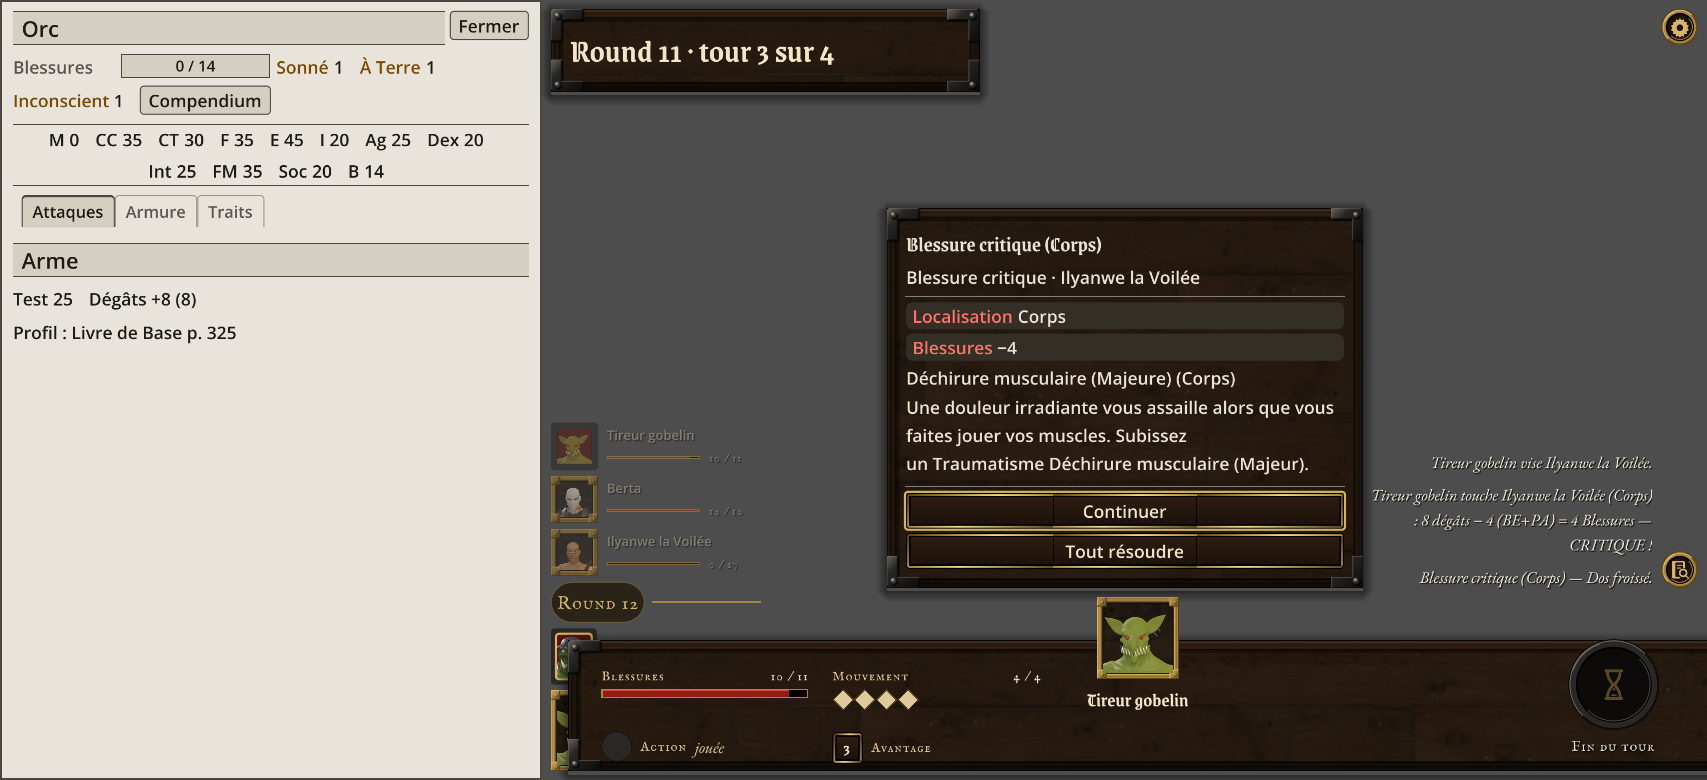 Orc
Fermer
Blessures 0 / 14 Sonné 1 À Terre 1
Inconscient 1 Compendium
M 0 CC 35 CT 30 F 35 E 45 I 20 Ag 25 Dex 20
Int 25 FM 35 Soc 20 B 14
Attaques Armure Traits
Arme
Test 25 Dégâts +8 (8)
Profil : Livre de Base p. 325
Round 11 · tour 3 sur 4
Blessure critique (Corps)
Blessure critique · Ilyanwe la Voilée
Localisation Corps
Blessures −4
Déchirure musculaire (Majeure) (Corps)
Une douleur irradiante vous assaille alors que vous
faites jouer vos muscles. Subissez
un Traumatisme Déchirure musculaire (Majeur).
Continuer
Tout résoudre
Tireur gobelin
10 / 11
Berta
12 / 12
Ilyanwe la Voilée
0 / 17
Round 12
Tireur gobelin vise Ilyanwe la Voilée.
Tireur gobelin touche Ilyanwe la Voilée (Corps)
: 8 dégâts − 4 (BE+PA) = 4 Blessures —
CRITIQUE !
Blessure critique (Corps) — Dos froissé.
Blessures 10 / 11
Mouvement 4 / 4
Tireur gobelin
Action jouée
3 Avantage
Fin du tour